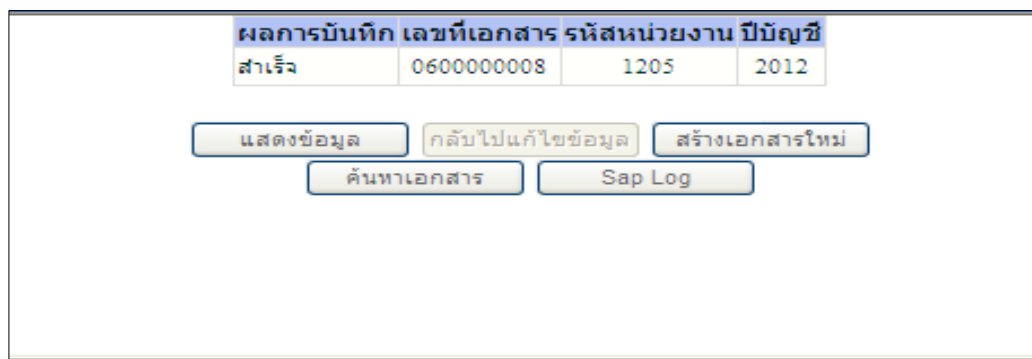 ผลการบันทึก เลขที่เอกสาร รหัสหน่วยงาน ปีบัญชี
สำเร็จ 0600000008 1205 2012
แสดงข้อมูล กลับไปแก้ไขข้อมูล สร้างเอกสารใหม่
ค้นหาเอกสาร Sap Log